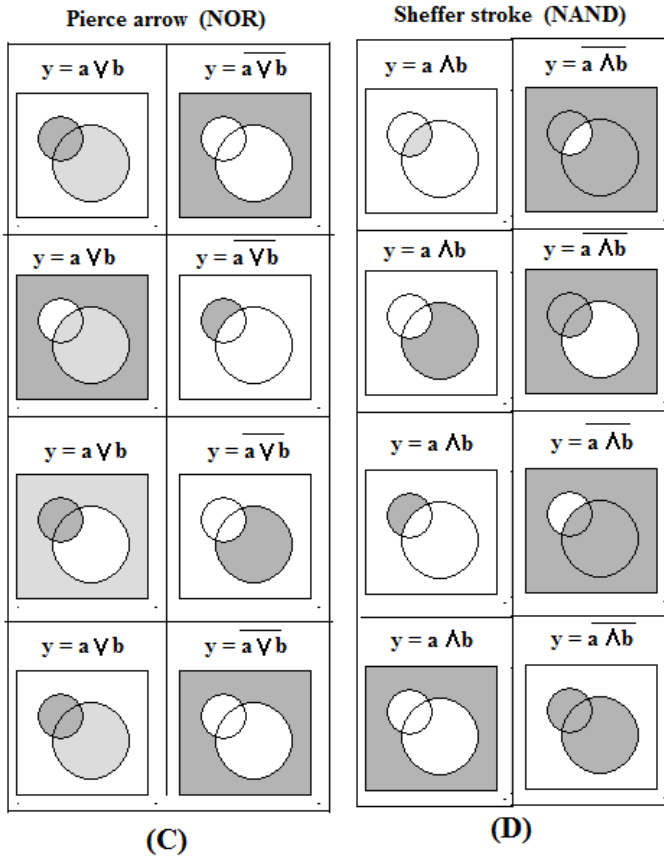 Pierce arrow (NOR)
y = a ∨ b
y = a ∨ b̅
y = a ∨ b
y = a ∨ b̅
y = a ∨ b
y = a ∨ b̅
y = a ∨ b
y = a ∨ b̅
(C)
Sheffer stroke (NAND)
y = a ∧ b
y = a̅ ̅∧̅ ̅b̅
y = a ∧ b
y = a̅ ̅∧̅ ̅b̅
y = a ∧ b
y = a̅ ̅∧̅ ̅b̅
y = a ∧ b
y = a̅ ̅∧̅ ̅b̅
(D)